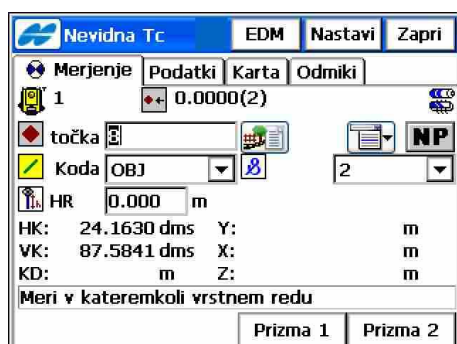 Nevidna Tc EDM Nastavi Zapri
Merjenje Podatki Karta Odmiki
1 0.0000(2)
točka NP
Koda OBJ 2
HR 0.000 m
HK: 24.1630 dms Y: m
VK: 87.5841 dms X: m
KD: m Z: m
Meri v kateremkoli vrstnem redu
Prizma 1 Prizma 2